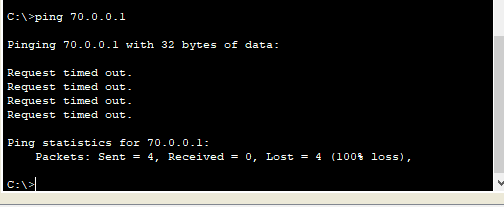 C:\>ping 70.0.0.1
Pinging 70.0.0.1 with 32 bytes of data:
Request timed out.
Request timed out.
Request timed out.
Request timed out.
Ping statistics for 70.0.0.1:
Packets: Sent = 4, Received = 0, Lost = 4 (100% loss),
C:\>